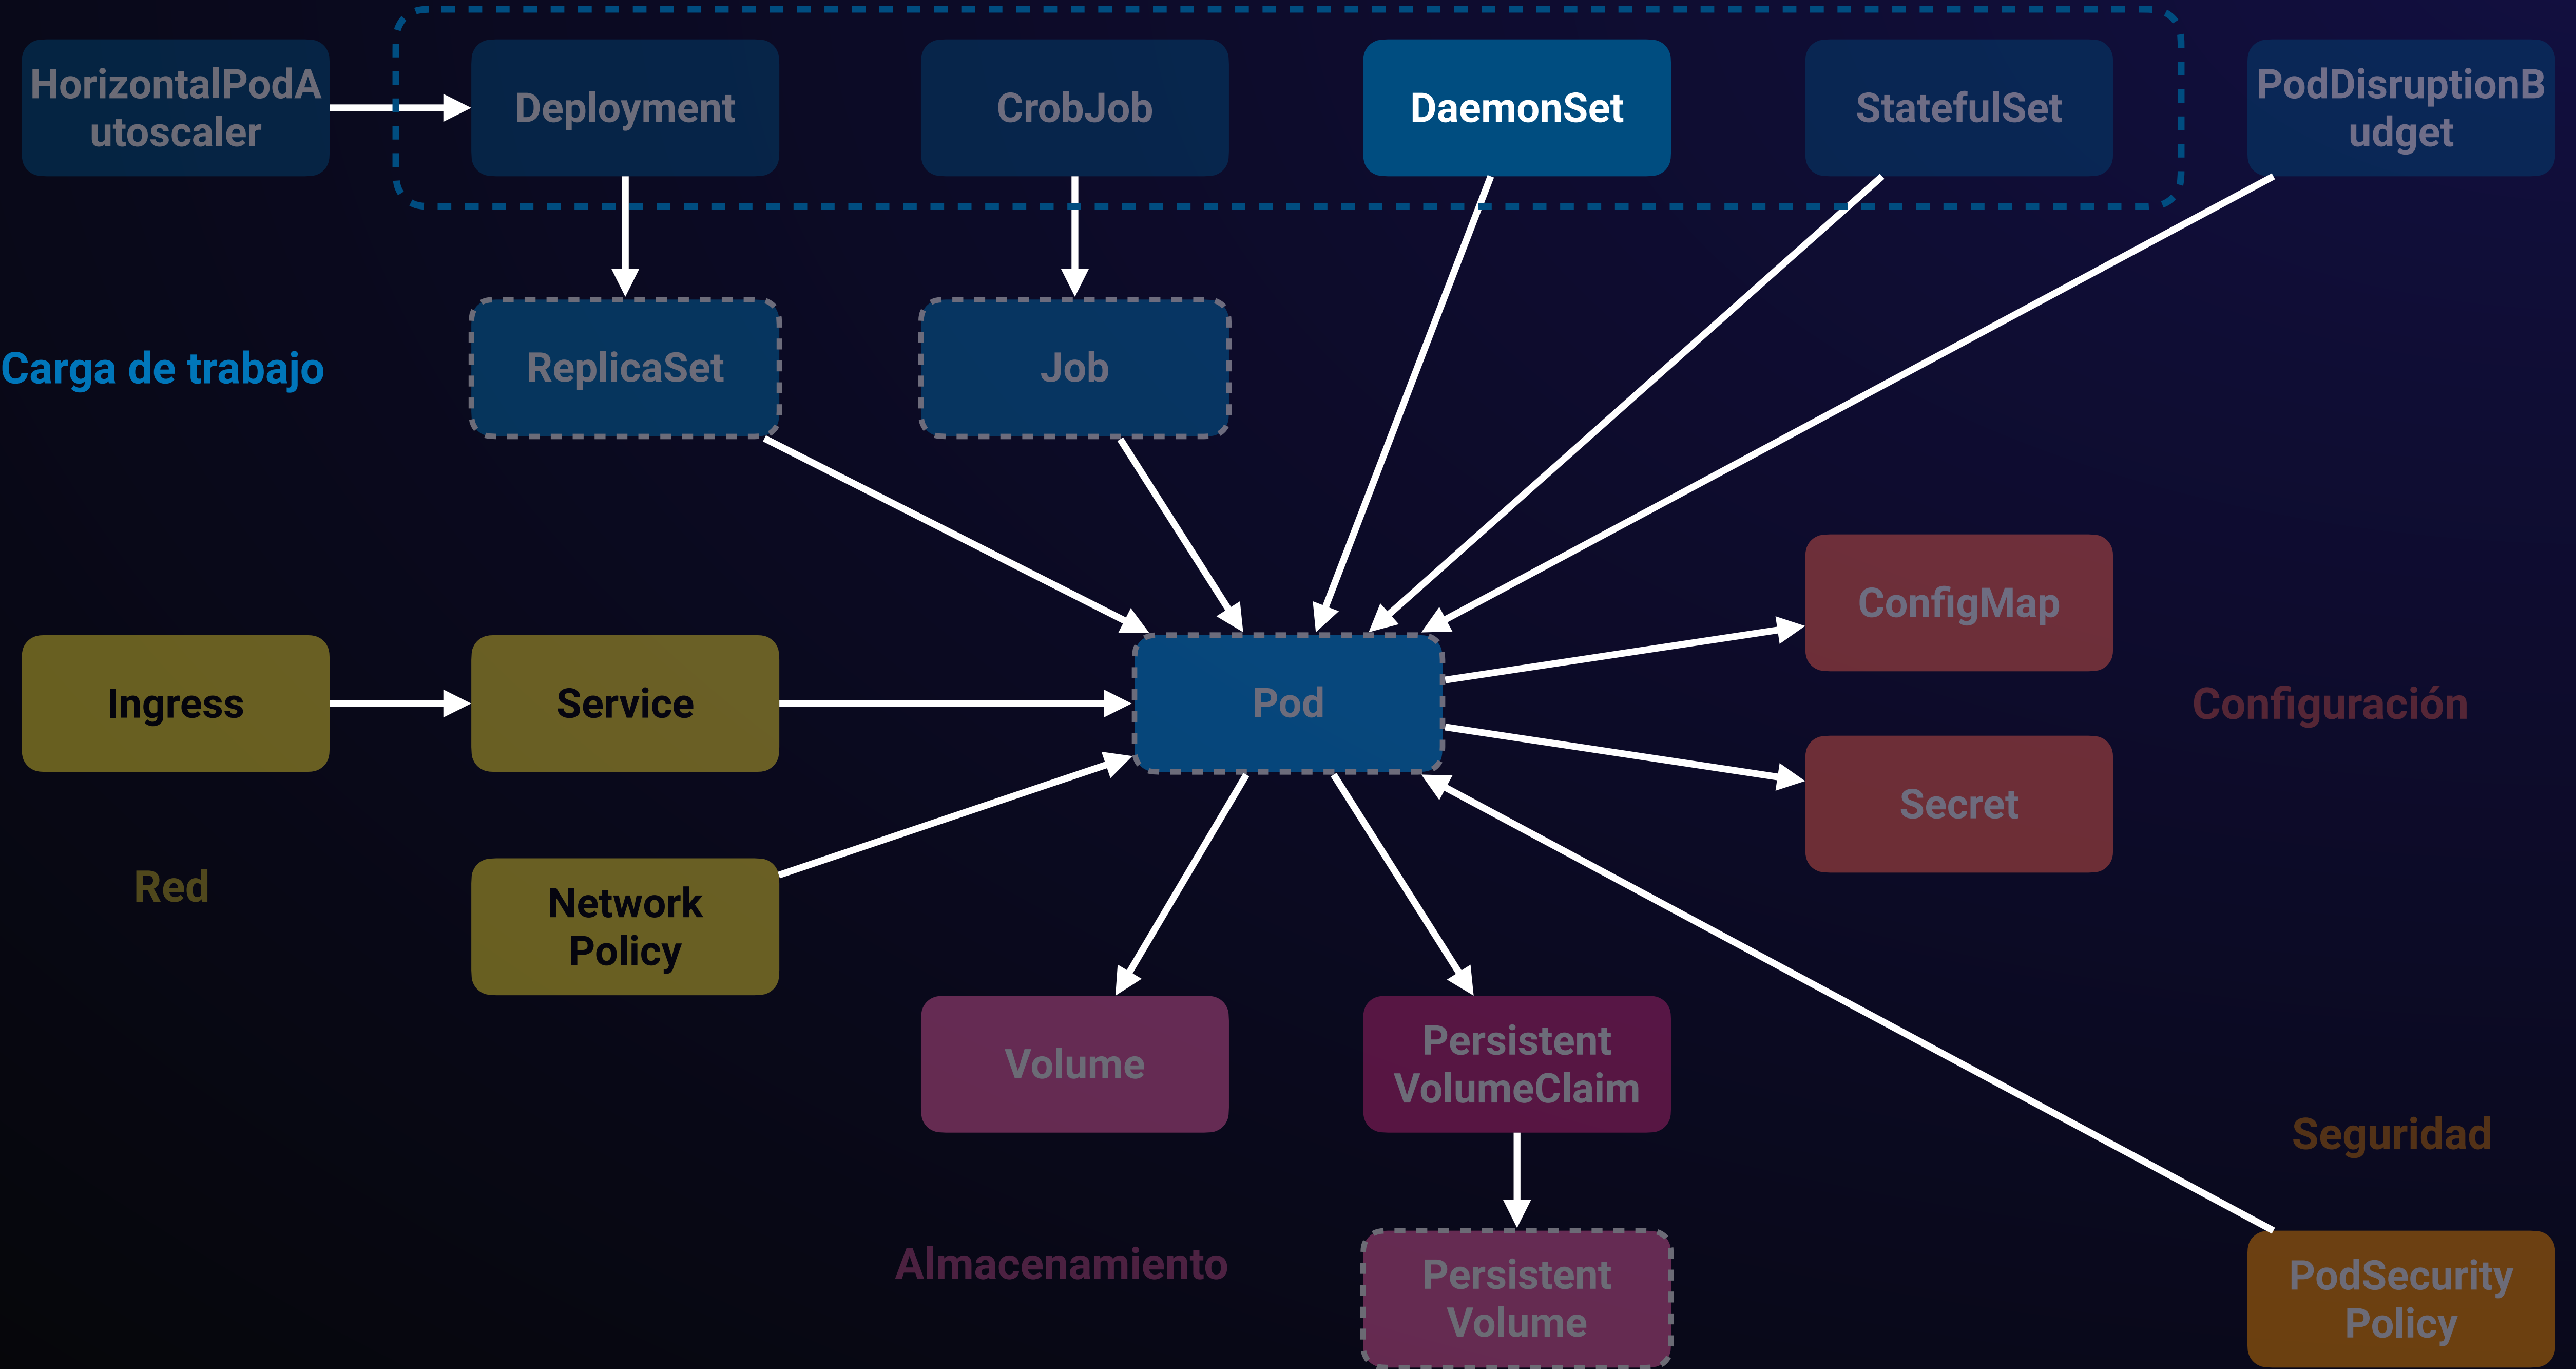 HorizontalPodA
utoscaler
Deployment
CrobJob
DaemonSet
StatefulSet
PodDisruptionB
udget
Carga de trabajo
ReplicaSet
Job
Ingress
Service
Pod
ConfigMap
Configuración
Secret
Red
Network
Policy
Volume
Persistent
VolumeClaim
Seguridad
Almacenamiento
Persistent
Volume
PodSecurity
Policy